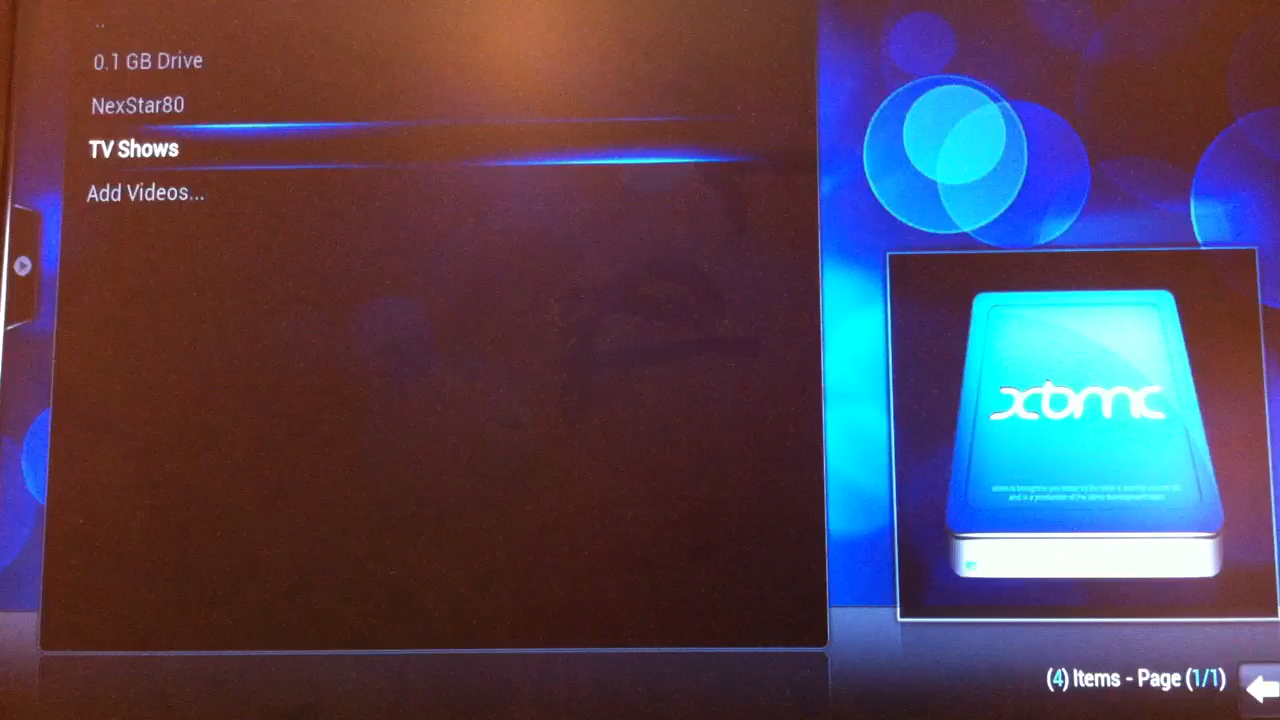 ..
0.1 GB Drive
NexStar80
TV Shows
Add Videos...
xbmc
(4) Items - Page (1/1)